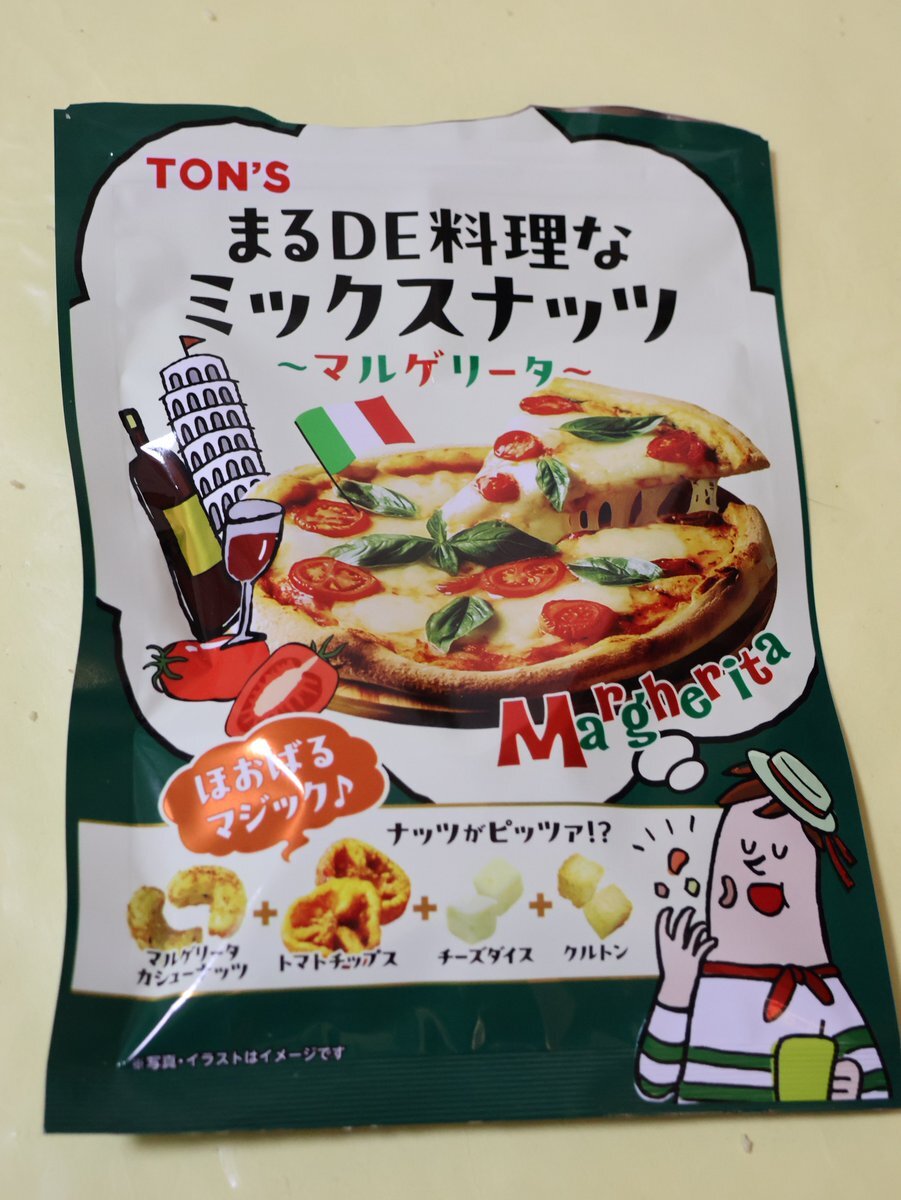 TON'S
まるDE料理な
ミックスナッツ
～マルゲリータ～
Margherita
ほおばる
マジック♪
ナッツがピッツァ!?
マルゲリータ
カシューナッツ
+
トマトチップス
+
チーズダイス
+
クルトン
※写真・イラストはイメージです